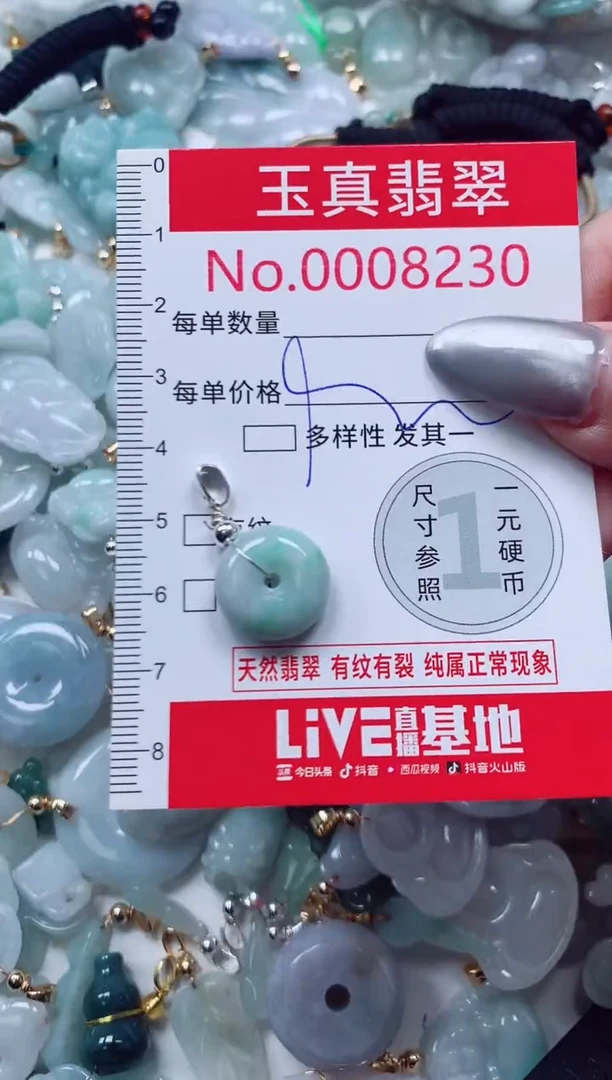 玉真翡翠
No.0008230
每单数量
每单价格
多样性 发其一
尺寸参照
1
一元硬币
天然翡翠 有纹有裂 纯属正常现象
LiVE直播基地
头条 今日头条 抖音 西瓜视频 抖音火山版
0
1
2
3
4
5
6
7
8